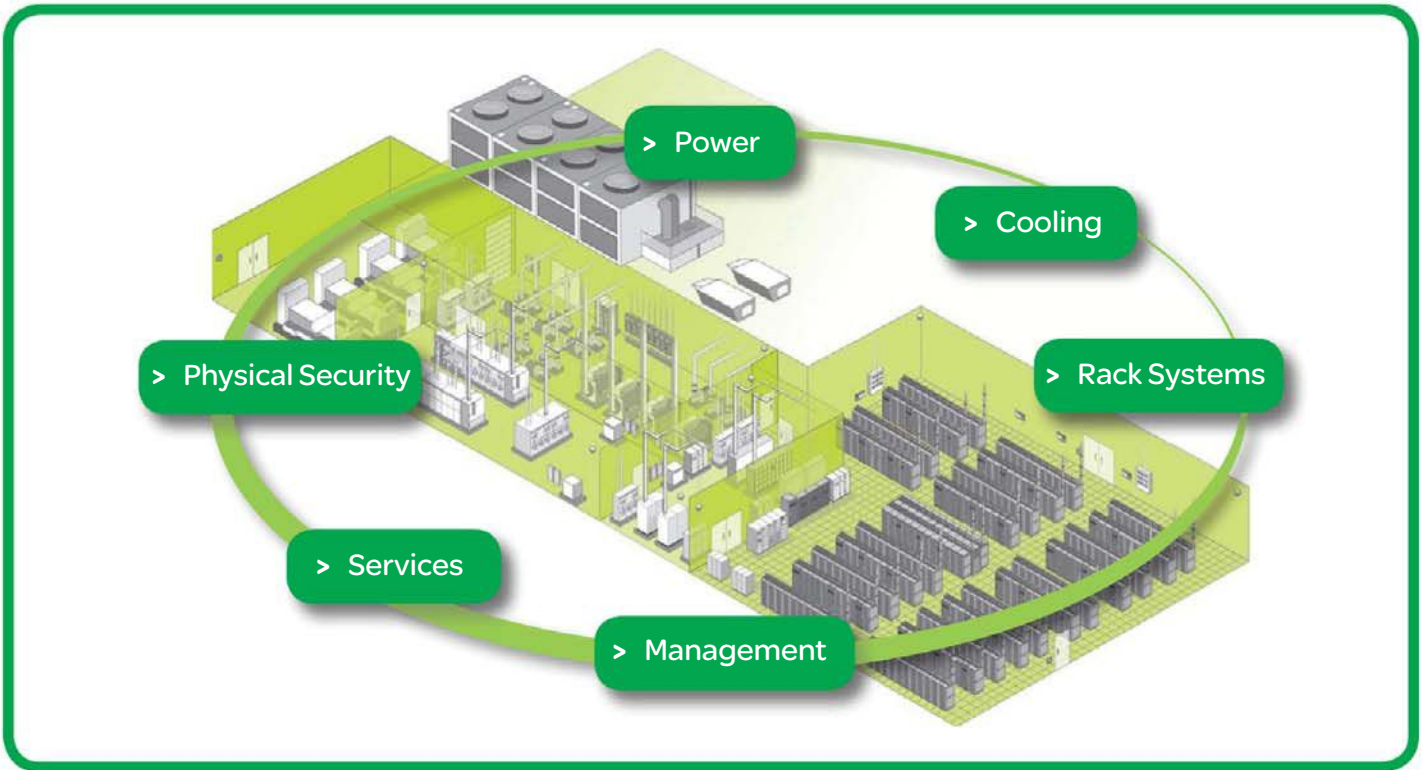 > Power
> Cooling
> Physical Security
> Rack Systems
> Services
> Management